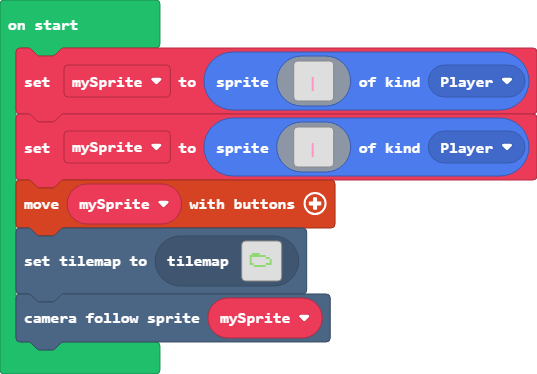 on start
set mySprite to sprite of kind Player
set mySprite to sprite of kind Player
move mySprite with buttons
set tilemap to tilemap
camera follow sprite mySprite